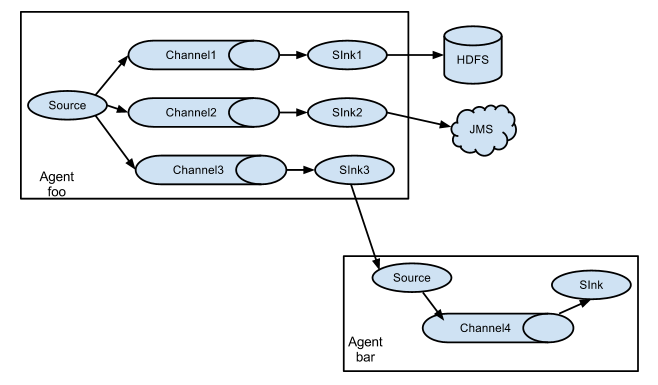 Channel1
SInk1
HDFS
Source
Channel2
SInk2
JMS
Channel3
SInk3
Agent
foo
Source
SInk
Channel4
Agent
bar